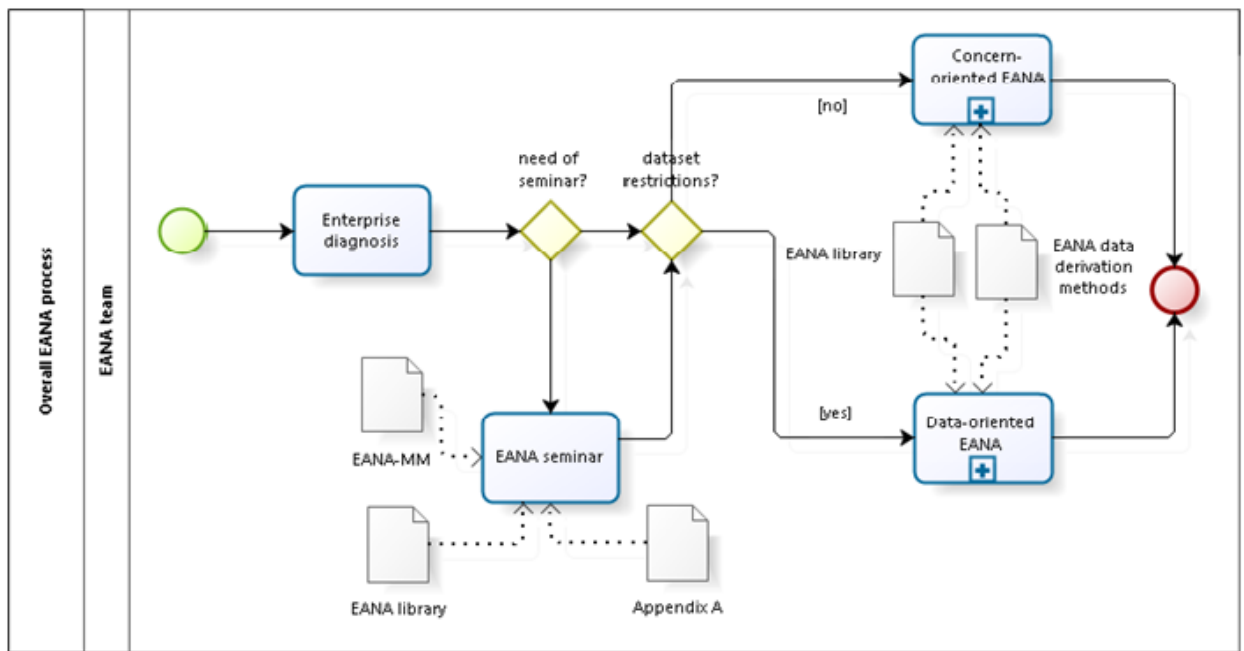 Overall EANA process
EANA team
Enterprise
diagnosis
need of
seminar?
dataset
restrictions?
[no]
Concern-
oriented EANA
EANA library
EANA data
derivation
methods
[yes]
Data-oriented
EANA
EANA-MM
EANA seminar
EANA library
Appendix A